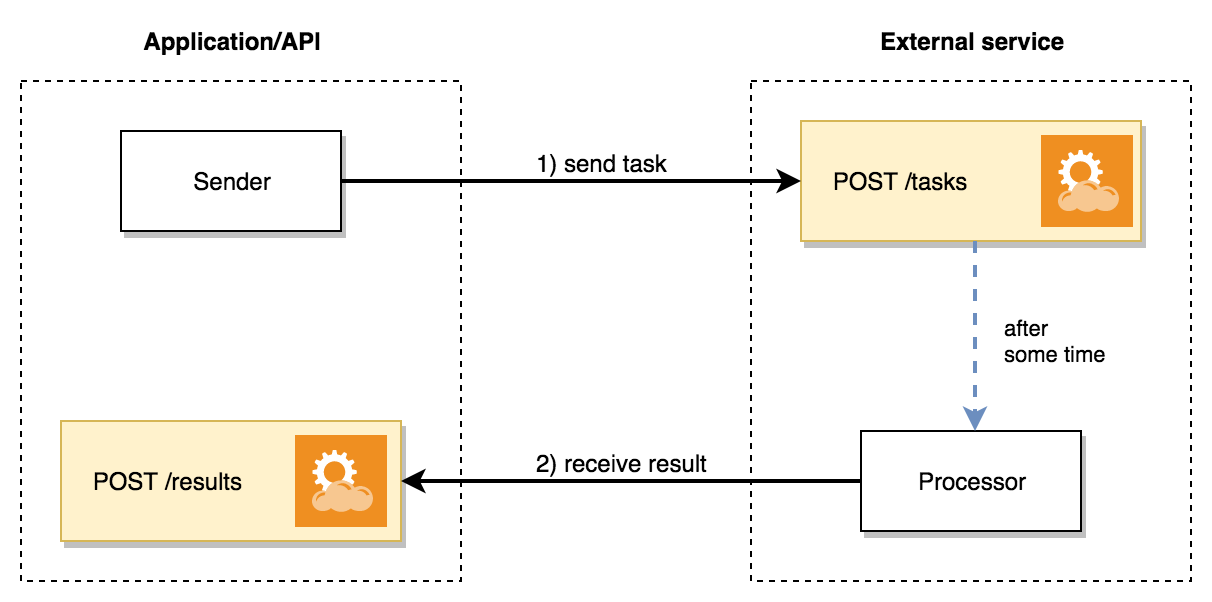 Application/API
External service
Sender
1) send task
POST /tasks
after
some time
POST /results
2) receive result
Processor